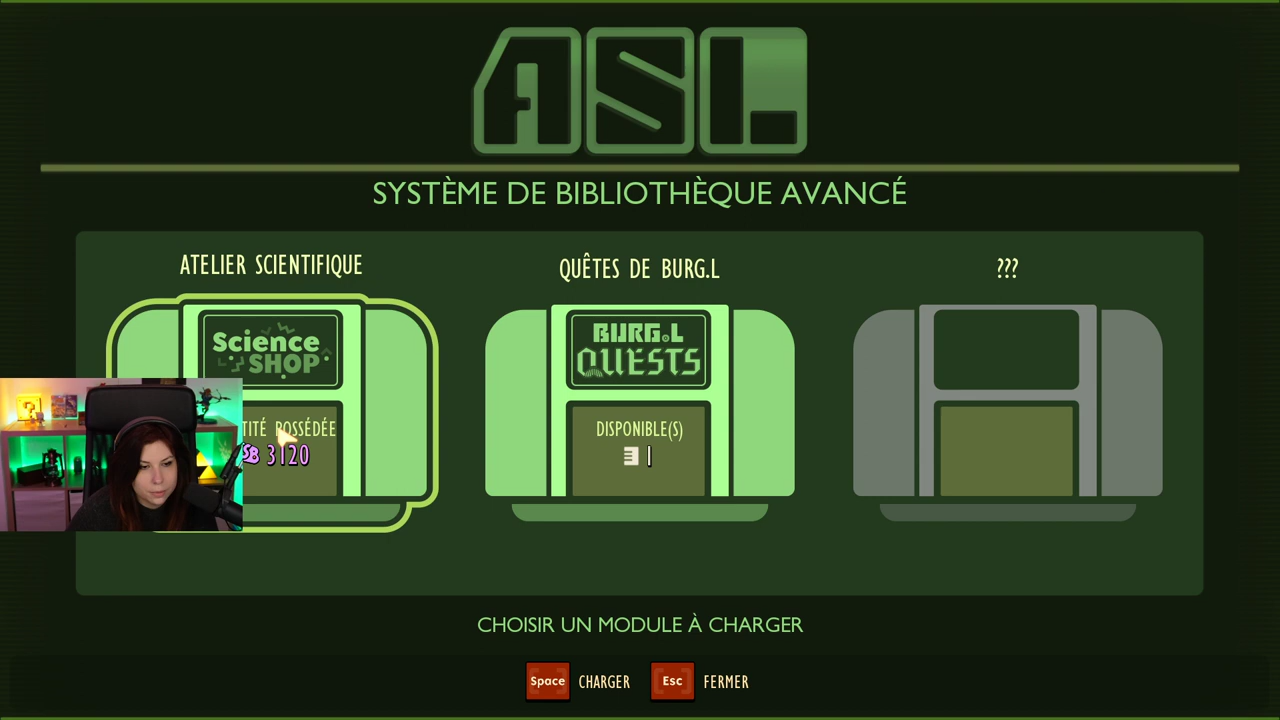 ASL
SYSTÈME DE BIBLIOTHÈQUE AVANCÉ
ATELIER SCIENTIFIQUE
QUÊTES DE BURG.L
???
Science
SHOP
BURG.L
QUESTS
POSSÉDÉE
3120
DISPONIBLE(S)
1
CHOISIR UN MODULE À CHARGER
Space CHARGER Esc FERMER